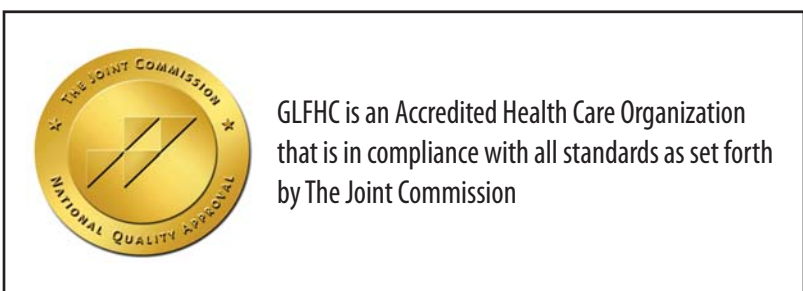 THE JOINT COMMISSION
NATIONAL QUALITY APPROVAL
GLFHC is an Accredited Health Care Organization
that is in compliance with all standards as set forth
by The Joint Commission